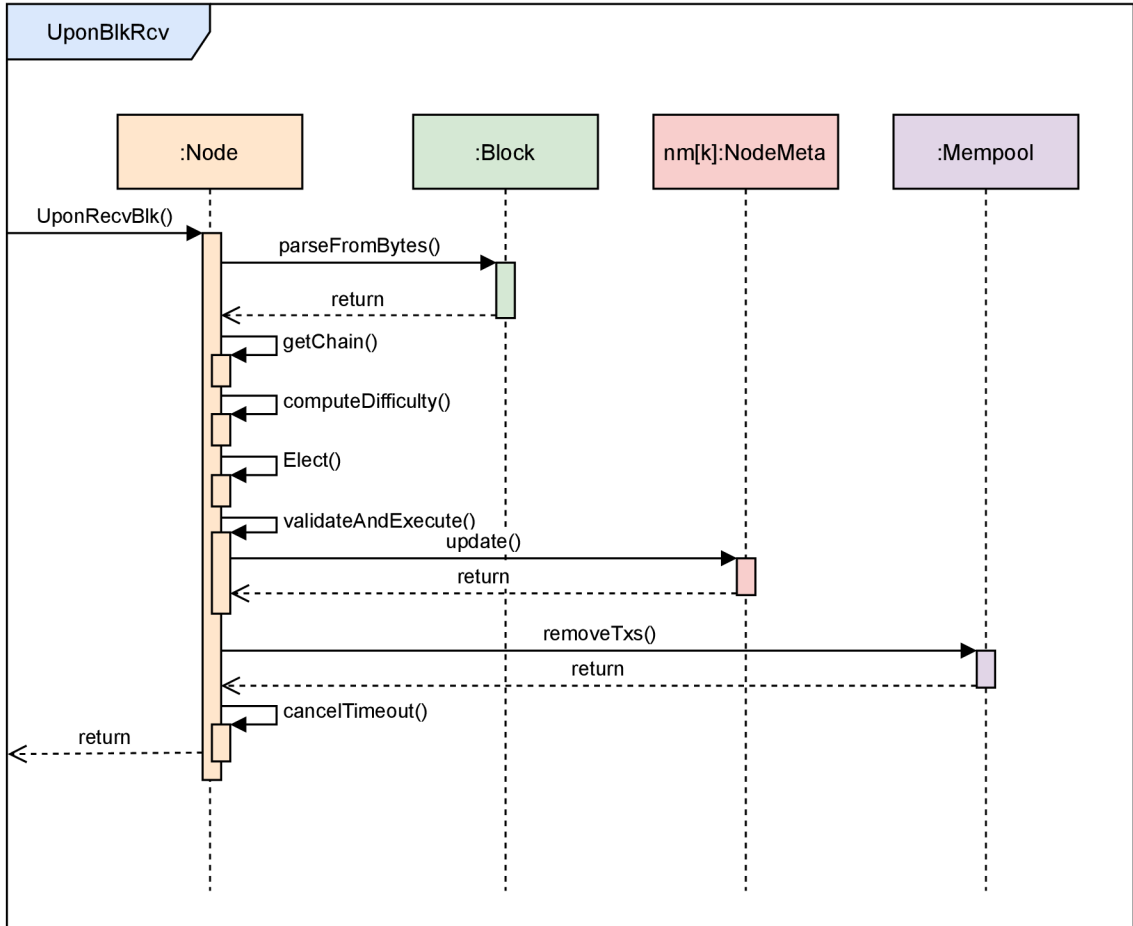 UponBlkRcv
:Node
:Block
nm[k]:NodeMeta
:Mempool
UponRecvBlk()
parseFromBytes()
return
getChain()
computeDifficulty()
Elect()
validateAndExecute()
update()
return
removeTxs()
return
cancelTimeout()
return